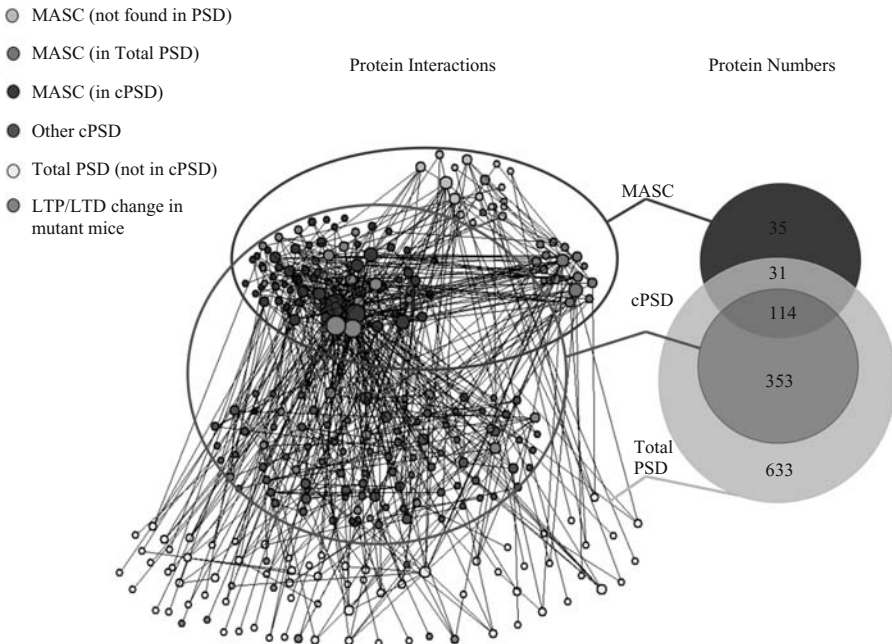 MASC (not found in PSD)
MASC (in Total PSD)
MASC (in cPSD)
Other cPSD
Total PSD (not in cPSD)
LTP/LTD change in
mutant mice
Protein Interactions
Protein Numbers
MASC
35
31
cPSD
114
353
Total
PSD
633